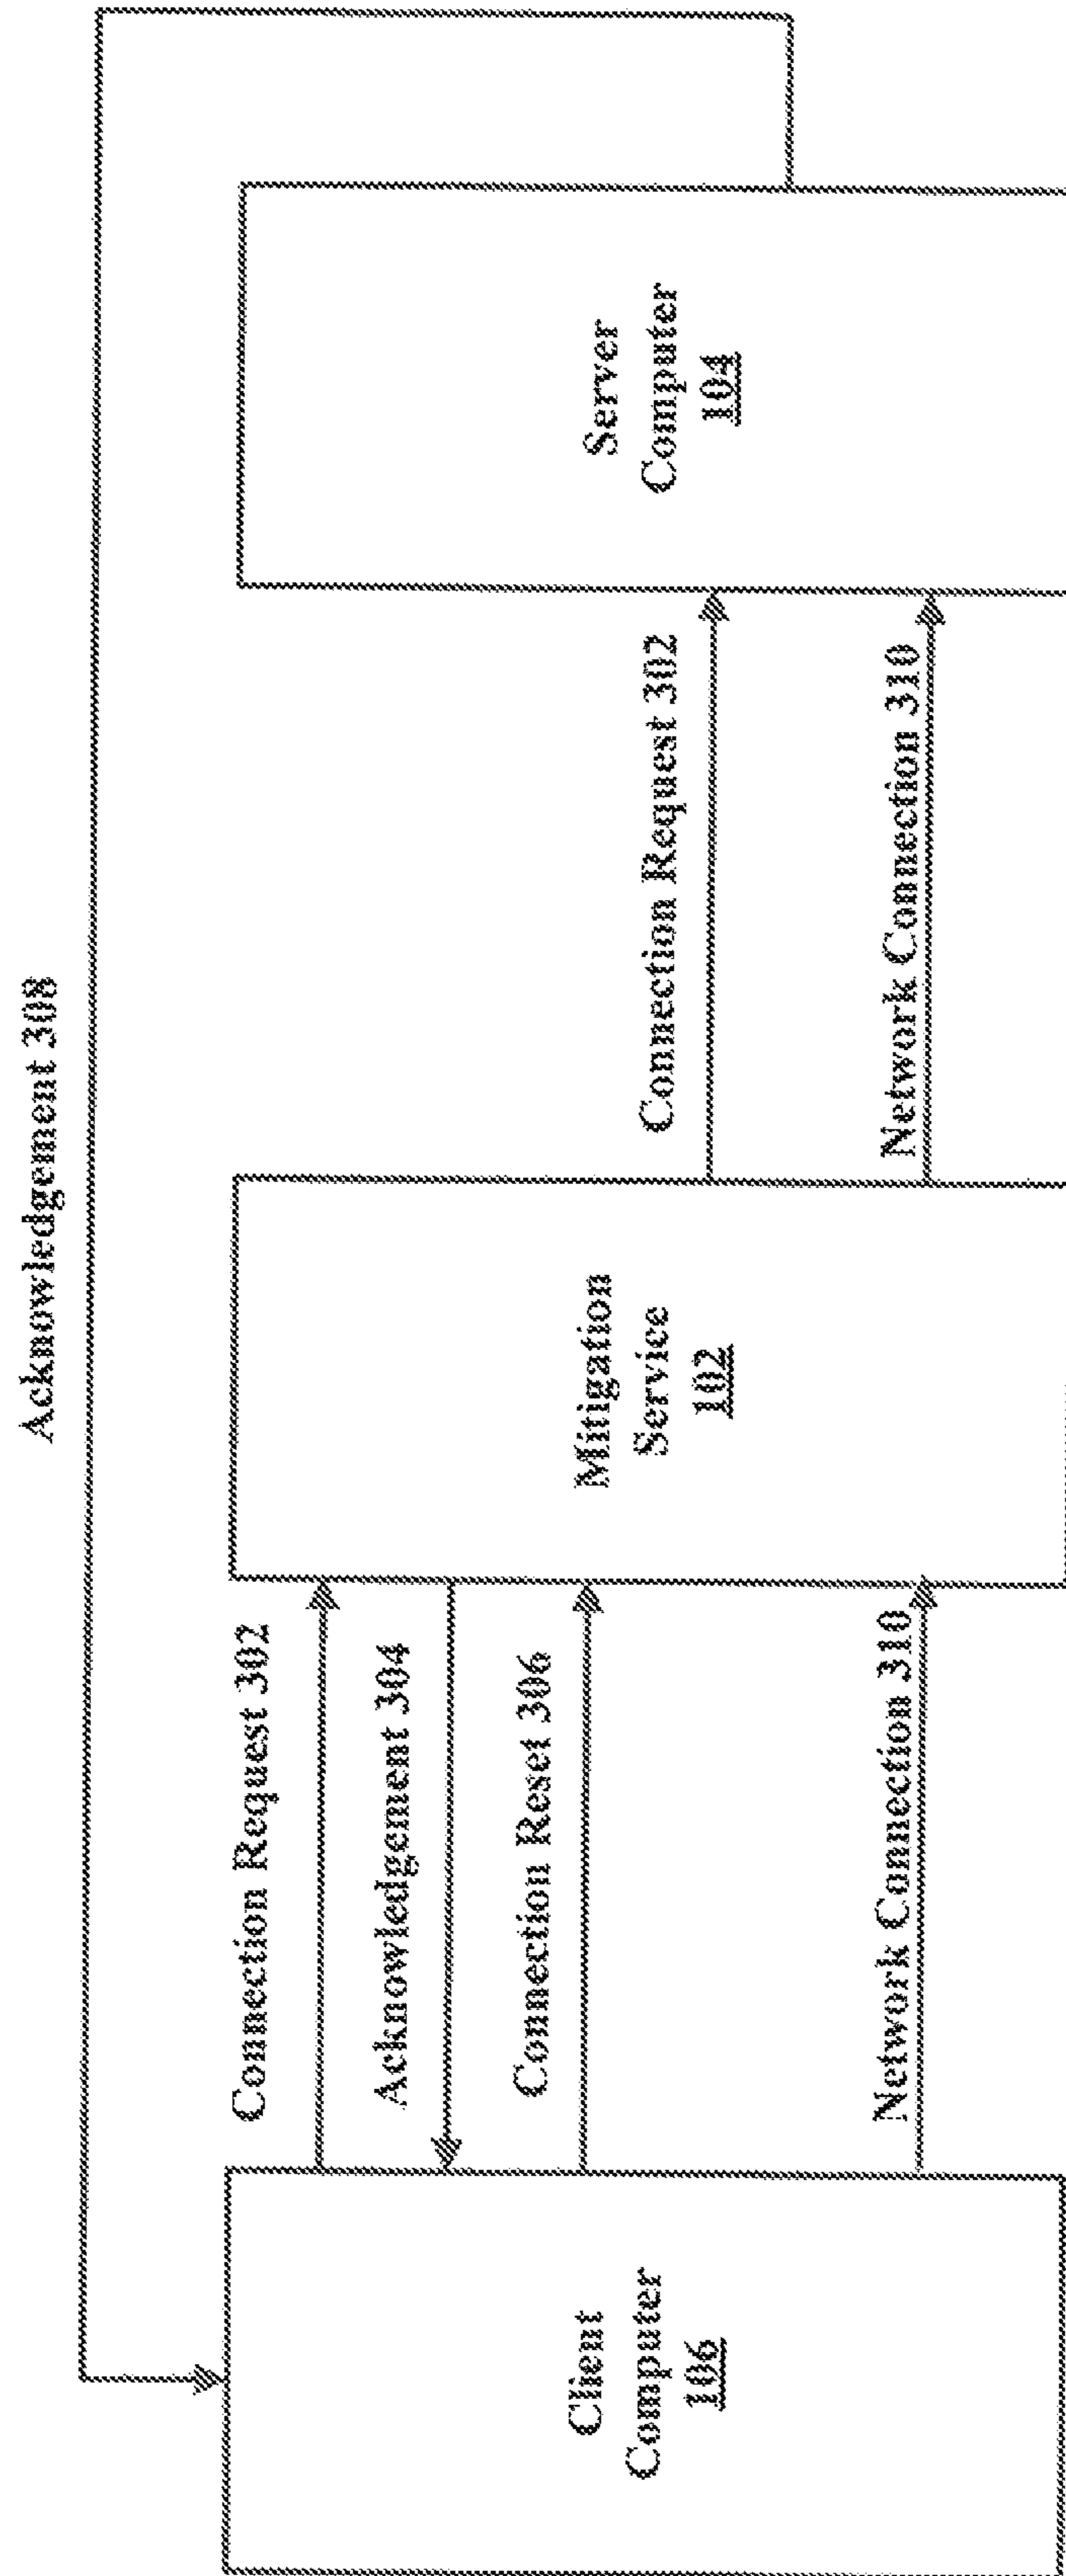 Acknowledgement 308
Connection Request 302
Acknowledgment 304
Connection Reset 306
Network Connection 310
Connection Request 302
Network Connection 310
Client
Computer
106
Mitigation
Service
102
Server
Computer
104